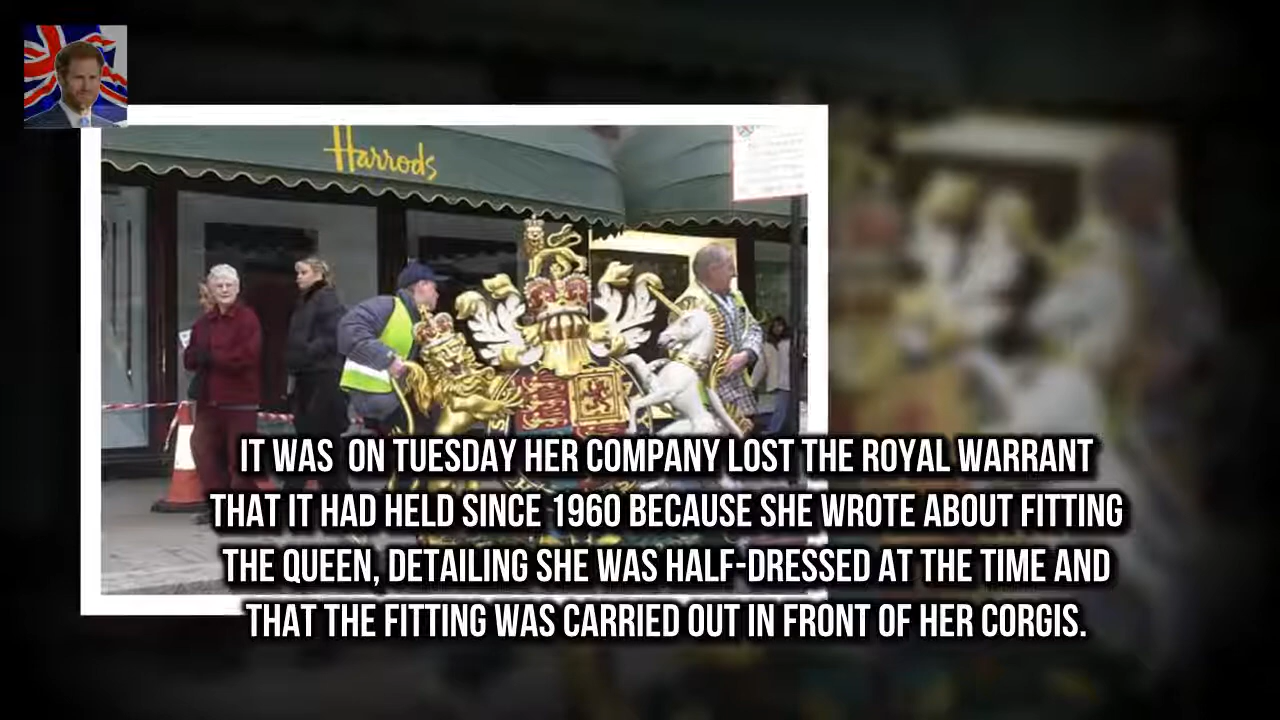 Harrods
IT WAS  ON TUESDAY HER COMPANY LOST THE ROYAL WARRANT
THAT IT HAD HELD SINCE 1960 BECAUSE SHE WROTE ABOUT FITTING
THE QUEEN, DETAILING SHE WAS HALF-DRESSED AT THE TIME AND
THAT THE FITTING WAS CARRIED OUT IN FRONT OF HER CORGIS.